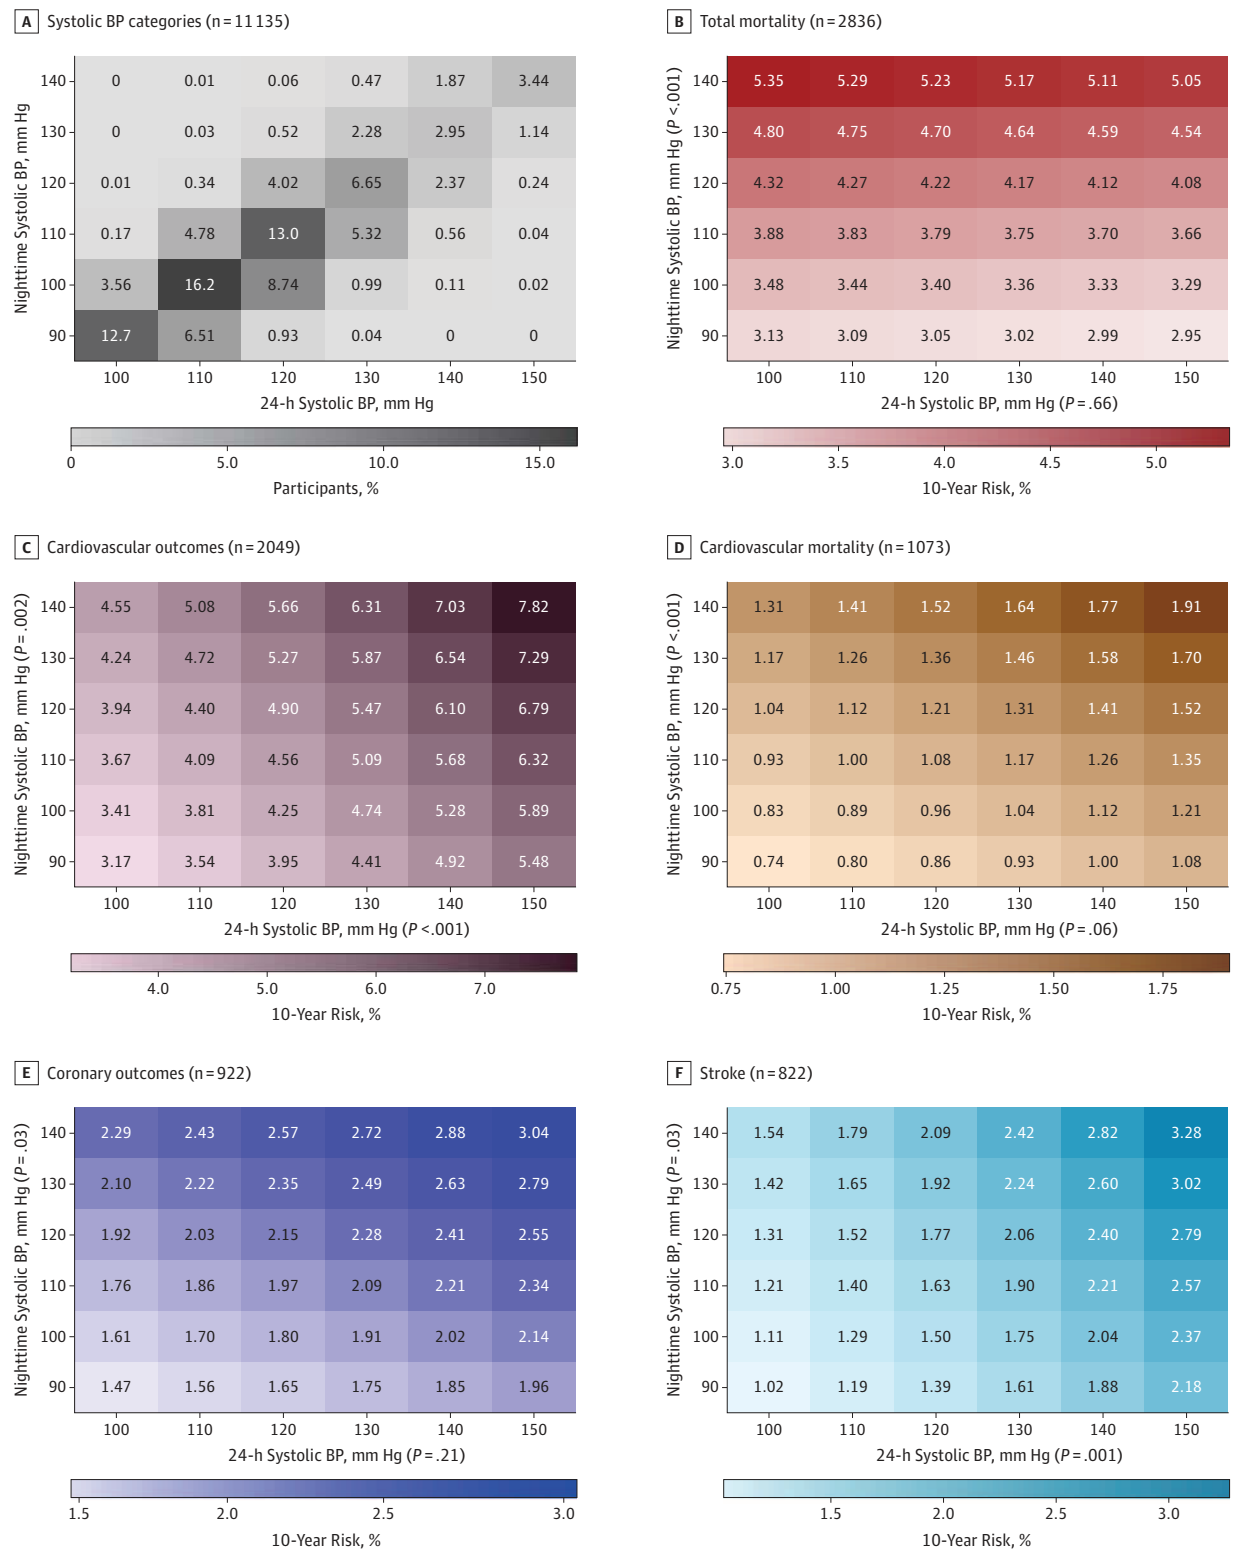 A Systolic BP categories (n = 11 135)
Nighttime Systolic BP, mm Hg
140 0 0.01 0.06 0.47 1.87 3.44
130 0 0.03 0.52 2.28 2.95 1.14
120 0.01 0.34 4.02 6.65 2.37 0.24
110 0.17 4.78 13.0 5.32 0.56 0.04
100 3.56 16.2 8.74 0.99 0.11 0.02
90 12.7 6.51 0.93 0.04 0 0
100 110 120 130 140 150
24-h Systolic BP, mm Hg
0 5.0 10.0 15.0
Participants, %
B Total mortality (n = 2836)
Nighttime Systolic BP, mm Hg (P <.001)
140 5.35 5.29 5.23 5.17 5.11 5.05
130 4.80 4.75 4.70 4.64 4.59 4.54
120 4.32 4.27 4.22 4.17 4.12 4.08
110 3.88 3.83 3.79 3.75 3.70 3.66
100 3.48 3.44 3.40 3.36 3.33 3.29
90 3.13 3.09 3.05 3.02 2.99 2.95
100 110 120 130 140 150
24-h Systolic BP, mm Hg (P = .66)
3.0 3.5 4.0 4.5 5.0
10-Year Risk, %
C Cardiovascular outcomes (n = 2049)
Nighttime Systolic BP, mm Hg (P = .002)
140 4.55 5.08 5.66 6.31 7.03 7.82
130 4.24 4.72 5.27 5.87 6.54 7.29
120 3.94 4.40 4.90 5.47 6.10 6.79
110 3.67 4.09 4.56 5.09 5.68 6.32
100 3.41 3.81 4.25 4.74 5.28 5.89
90 3.17 3.54 3.95 4.41 4.92 5.48
100 110 120 130 140 150
24-h Systolic BP, mm Hg (P <.001)
4.0 5.0 6.0 7.0
10-Year Risk, %
D Cardiovascular mortality (n = 1073)
Nighttime Systolic BP, mm Hg (P <.001)
140 1.31 1.41 1.52 1.64 1.77 1.91
130 1.17 1.26 1.36 1.46 1.58 1.70
120 1.04 1.12 1.21 1.31 1.41 1.52
110 0.93 1.00 1.08 1.17 1.26 1.35
100 0.83 0.89 0.96 1.04 1.12 1.21
90 0.74 0.80 0.86 0.93 1.00 1.08
100 110 120 130 140 150
24-h Systolic BP, mm Hg (P = .06)
0.75 1.00 1.25 1.50 1.75
10-Year Risk, %
E Coronary outcomes (n = 922)
Nighttime Systolic BP, mm Hg (P = .03)
140 2.29 2.43 2.57 2.72 2.88 3.04
130 2.10 2.22 2.35 2.49 2.63 2.79
120 1.92 2.03 2.15 2.28 2.41 2.55
110 1.76 1.86 1.97 2.09 2.21 2.34
100 1.61 1.70 1.80 1.91 2.02 2.14
90 1.47 1.56 1.65 1.75 1.85 1.96
100 110 120 130 140 150
24-h Systolic BP, mm Hg (P = .21)
1.5 2.0 2.5 3.0
10-Year Risk, %
F Stroke (n = 822)
Nighttime Systolic BP, mm Hg (P = .03)
140 1.54 1.79 2.09 2.42 2.82 3.28
130 1.42 1.65 1.92 2.24 2.60 3.02
120 1.31 1.52 1.77 2.06 2.40 2.79
110 1.21 1.40 1.63 1.90 2.21 2.57
100 1.11 1.29 1.50 1.75 2.04 2.37
90 1.02 1.19 1.39 1.61 1.88 2.18
100 110 120 130 140 150
24-h Systolic BP, mm Hg (P = .001)
1.5 2.0 2.5 3.0
10-Year Risk, %